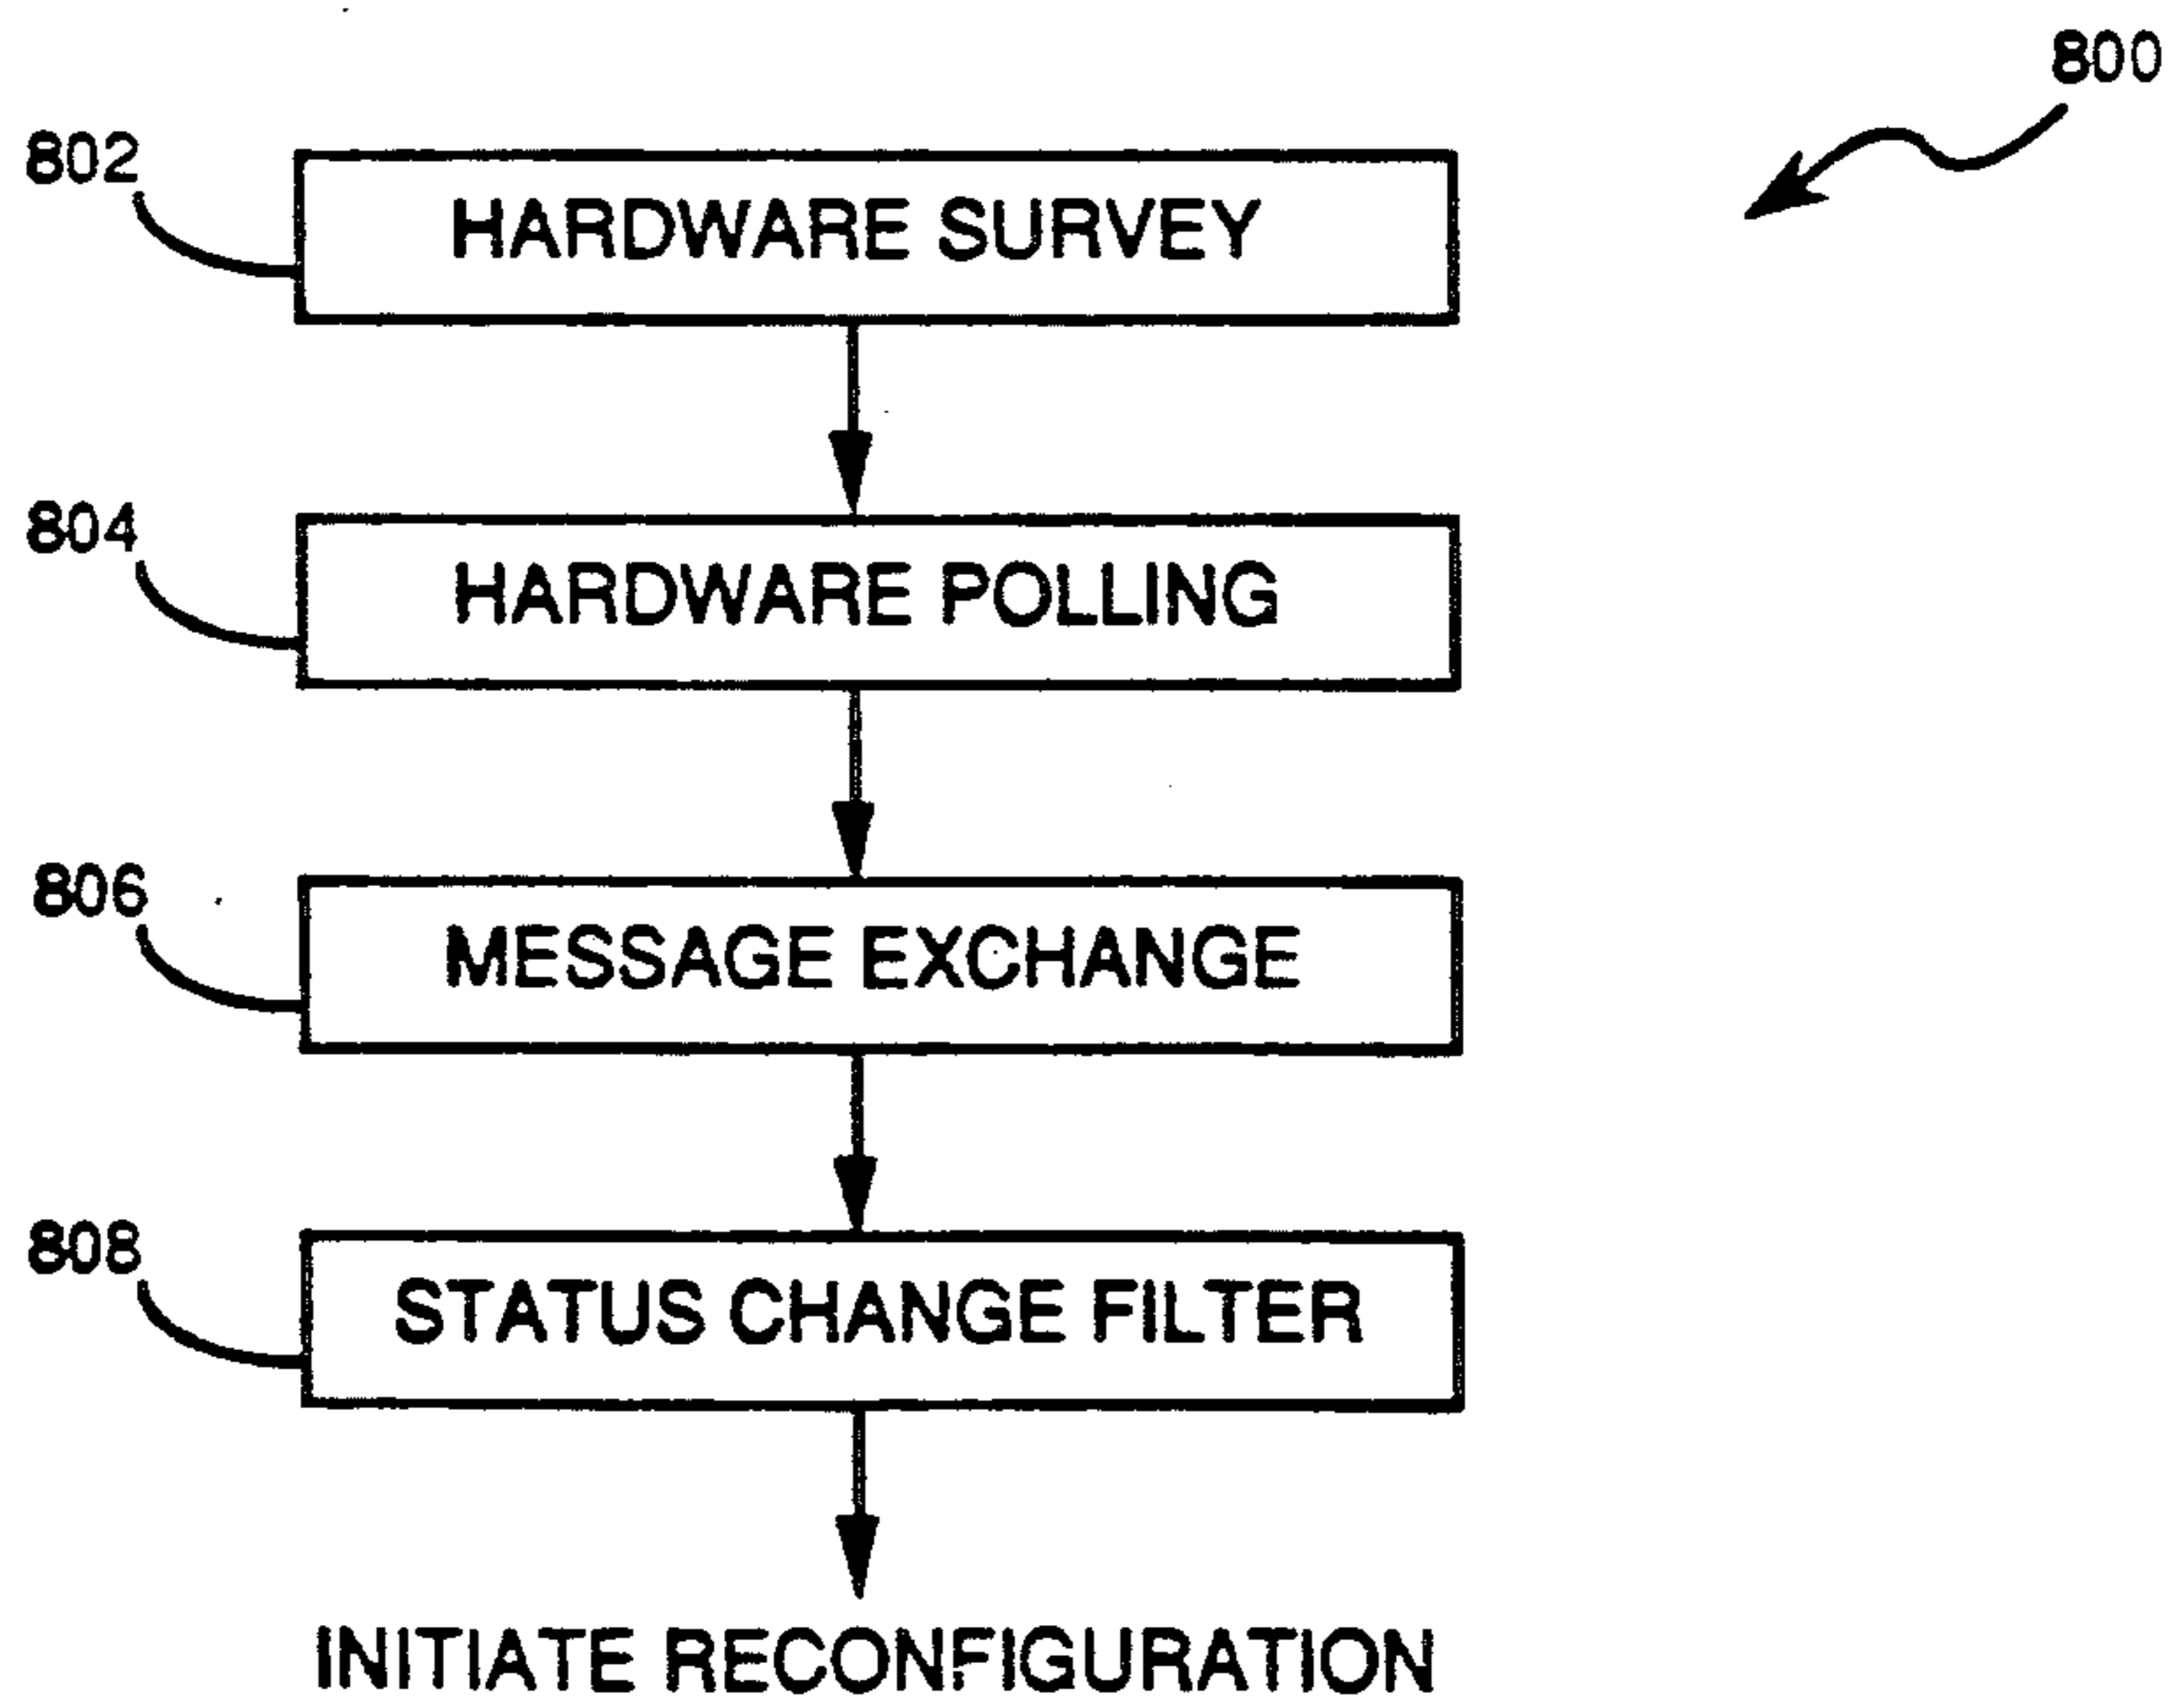 800
802
HARDWARE SURVEY
804
HARDWARE POLLING
806
MESSAGE EXCHANGE
808
STATUS CHANGE FILTER
INITIATE RECONFIGURATION